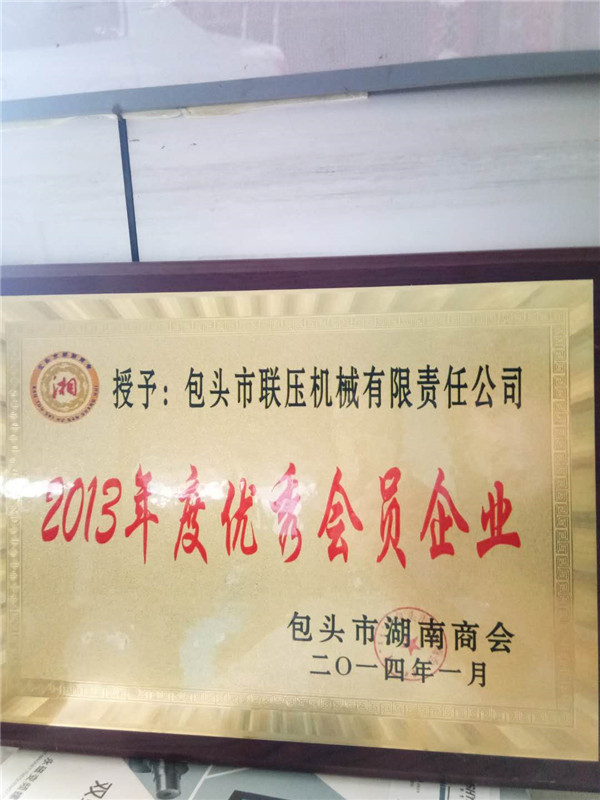 湘
授予：包头市联压机械有限责任公司
2013年度优秀会员企业
包头市湖南商会
二〇一四年一月
双